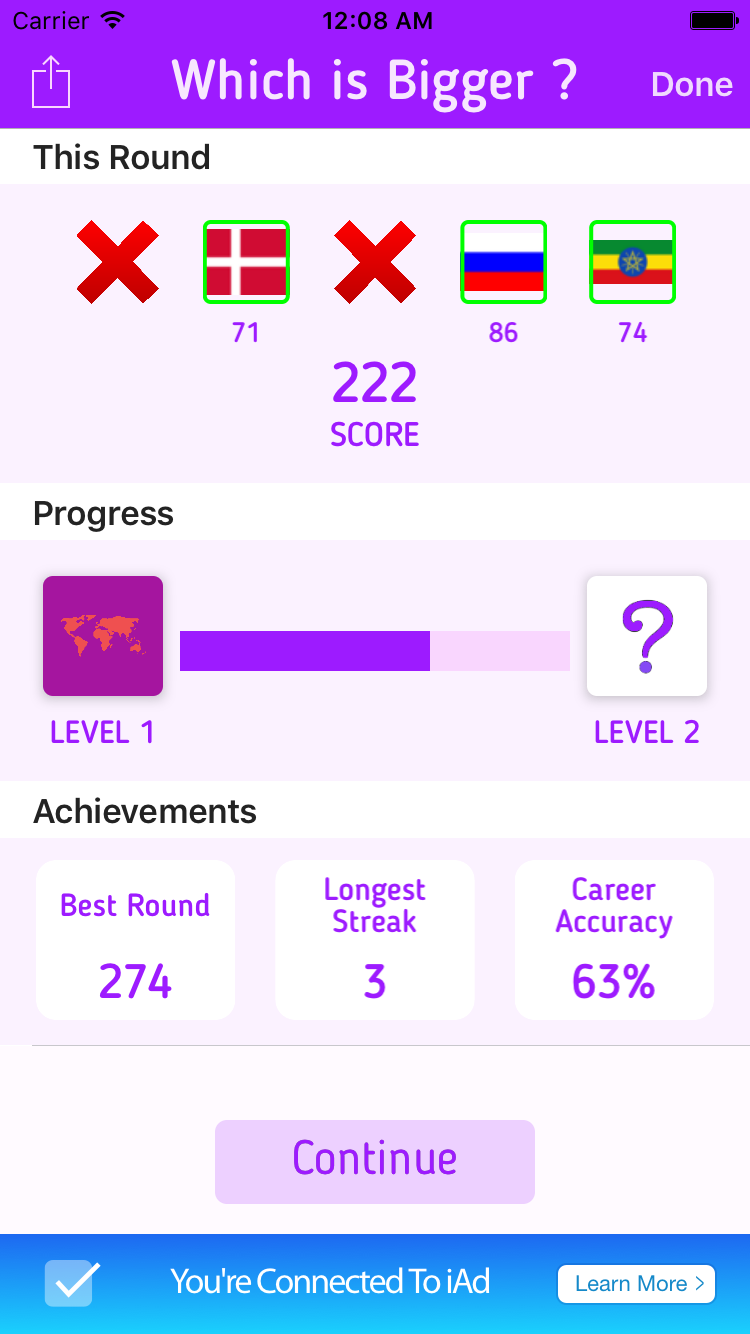 Carrier 12:08 AM
Which is Bigger ? Done
This Round
71 86 74
222
SCORE
Progress
?
LEVEL 1 LEVEL 2
Achievements
Best Round
274
Longest
Streak
3
Career
Accuracy
63%
Continue
You're Connected To iAd Learn More >